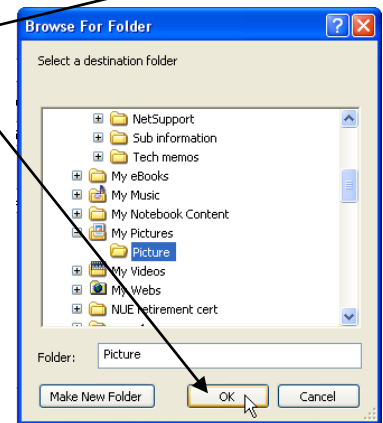 Browse For Folder
Select a destination folder
NetSupport
Sub information
Tech memos
My eBooks
My Music
My Notebook Content
My Pictures
Picture
My Videos
My Webs
NUE retirement cert
Folder: Picture
Make New Folder OK Cancel